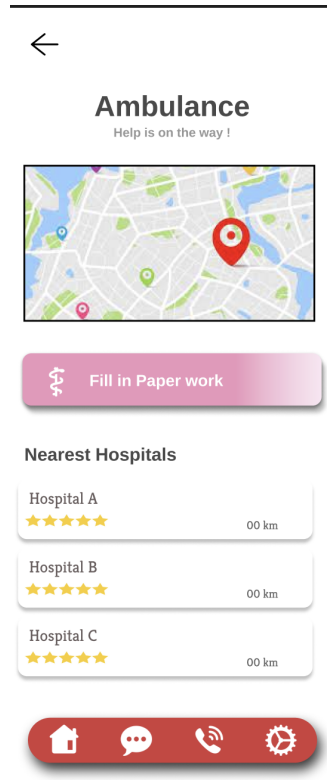 Ambulance
Help is on the way !
Fill in Paper work
Nearest Hospitals
Hospital A
00 km
Hospital B
00 km
Hospital C
00 km